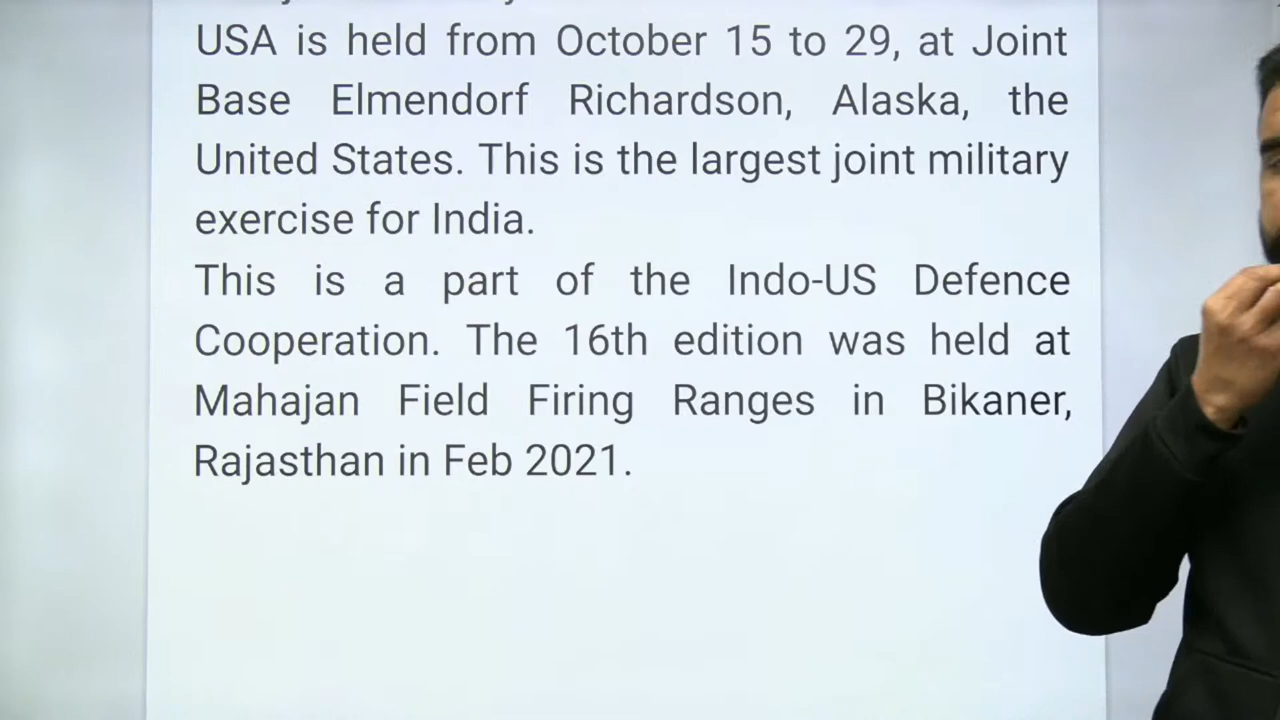 USA is held from October 15 to 29, at Joint
Base Elmendorf Richardson, Alaska, the
United States. This is the largest joint military
exercise for India.
This is a part of the Indo-US Defence
Cooperation. The 16th edition was held at
Mahajan Field Firing Ranges in Bikaner,
Rajasthan in Feb 2021.